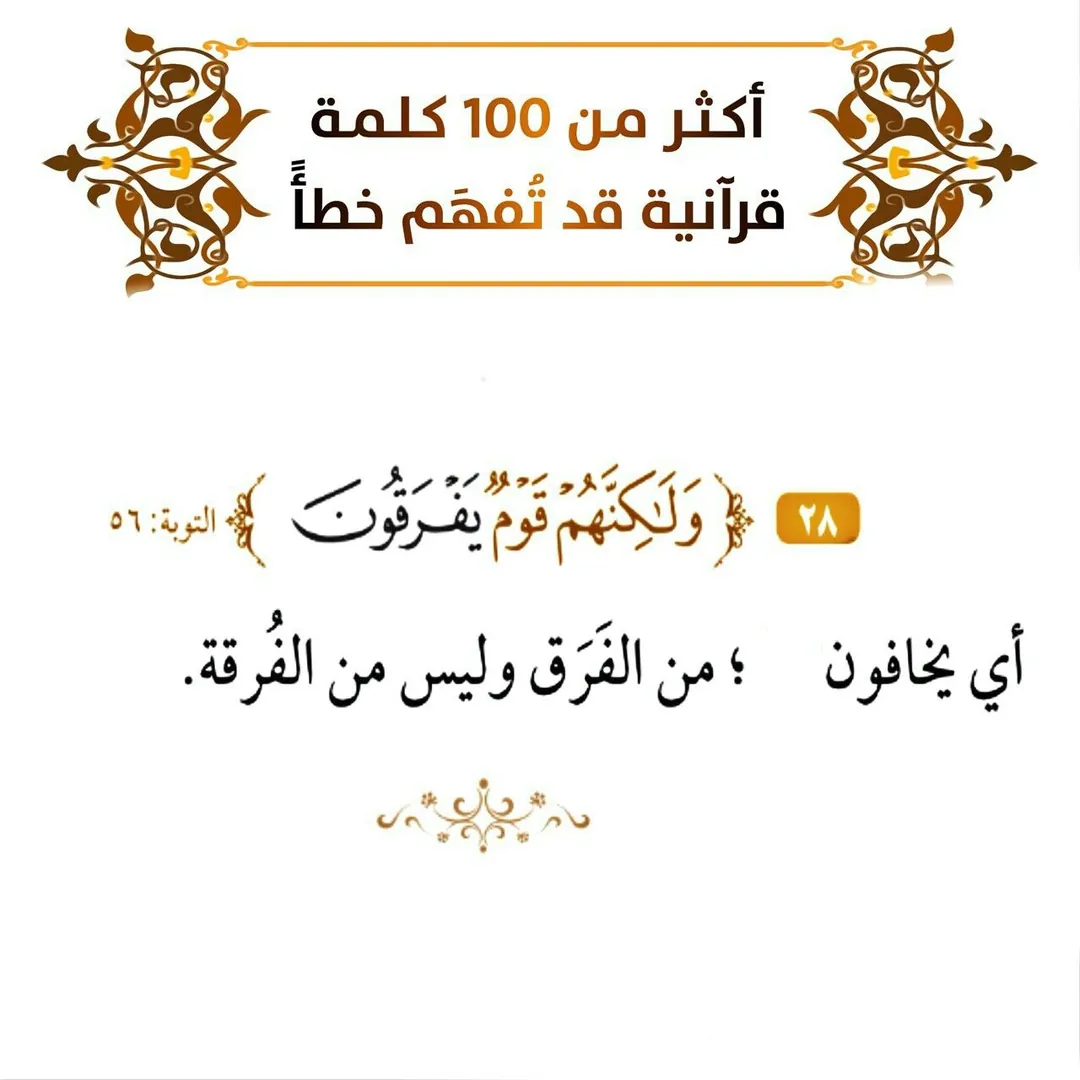 أكثر من 100 كلمة
قرآنية قد تُفهَم خطأً
٢٨ ﴿وَلَـٰكِنَّهُمْ قَوْمٌ يَفْرَقُونَ﴾ التوبة: ٥٦
أي يخافون ؛ من الفَرَق وليس من الفُرقة.